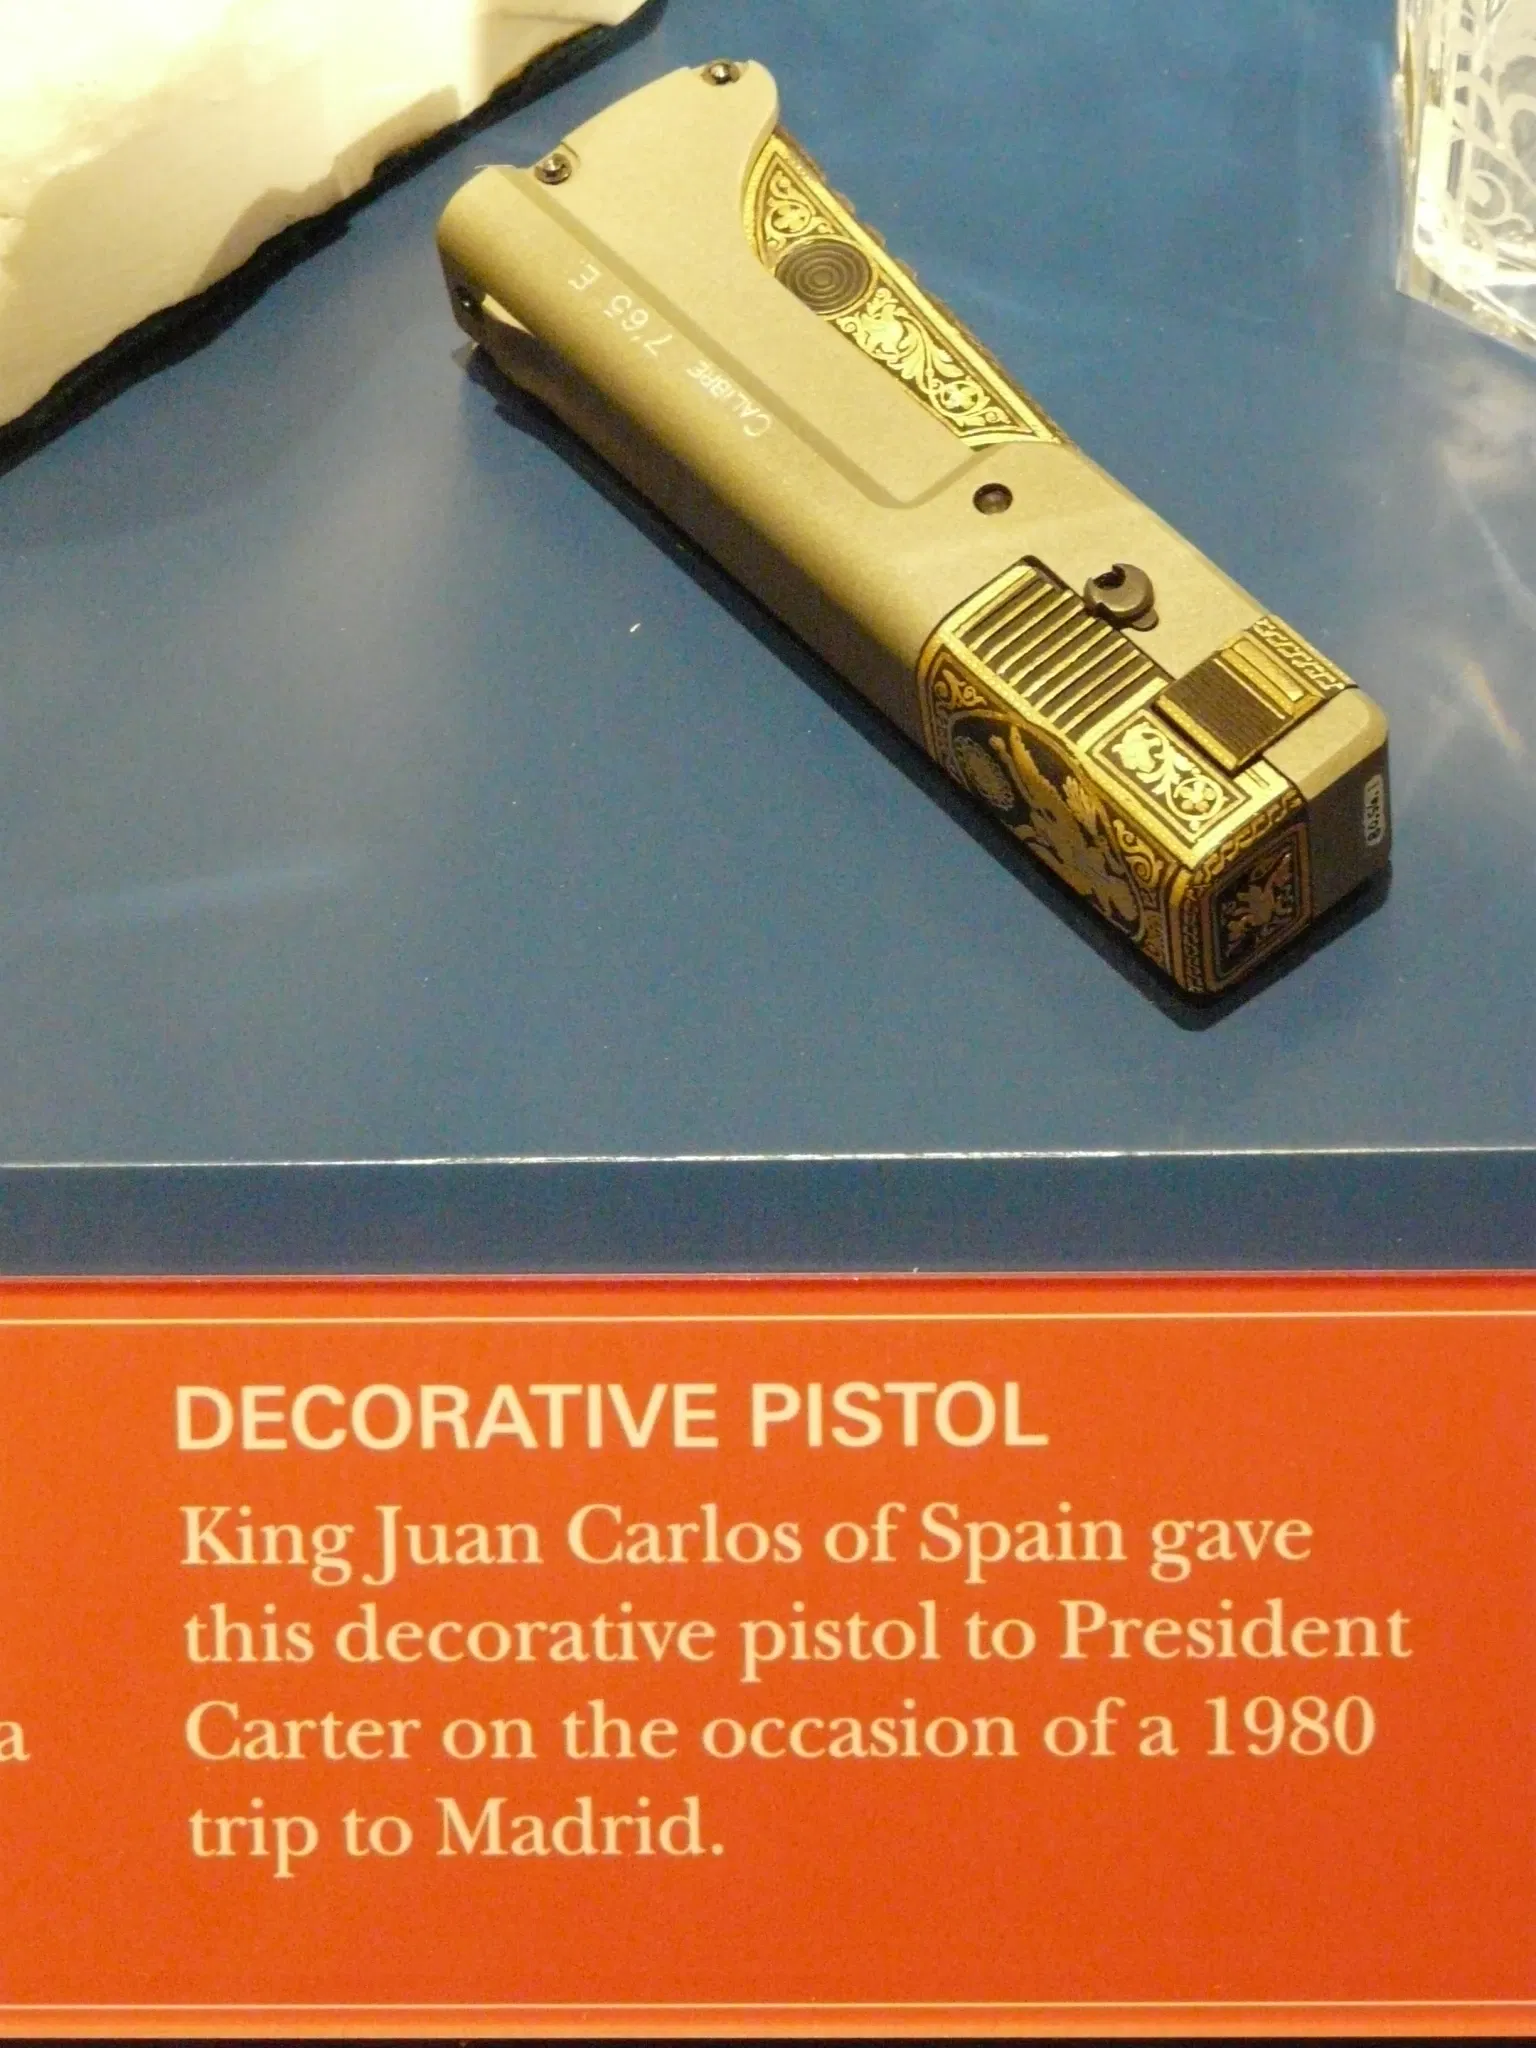 CALIBRE 7'65 E.
DECORATIVE PISTOL
King Juan Carlos of Spain gave
this decorative pistol to President
a
Carter on the occasion of a 1980
trip to Madrid.